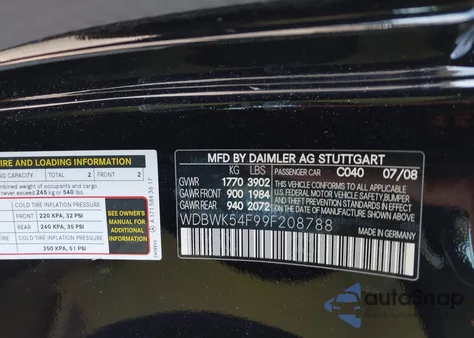 IRE AND LOADING INFORMATION
NG CAPACITY TOTAL 2 FRONT 2
mbined weight of occupants and cargo
never exceed 245 kg or 540 lbs.
COLD TIRE INFLATION PRESSURE
FRONT 220 KPA, 32 PSI
REAR 240 KPA, 35 PSI
COLD TIRE INFLATION PRESSURE
350 KPA, 51 PSI
SEE OWNER'S
MANUAL FOR
ADDITIONAL
INFORMATION
MFD BY DAIMLER AG STUTTGART
KG LBS PASSENGER CAR C040 07/08
GVWR 1770 3902
GAWR FRONT 900 1984
GAWR REAR 940 2072
THIS VEHICLE CONFORMS TO ALL APPLICABLE
U.S. FEDERAL MOTOR VEHICLE SAFETY, BUMPER
AND THEFT PREVENTION STANDARDS IN EFFECT
ON THE DATE OF MANUFACTURE SHOWN ABOVE.
WDBWK54F99F208788
MADE IN GERMANY
autoSnap